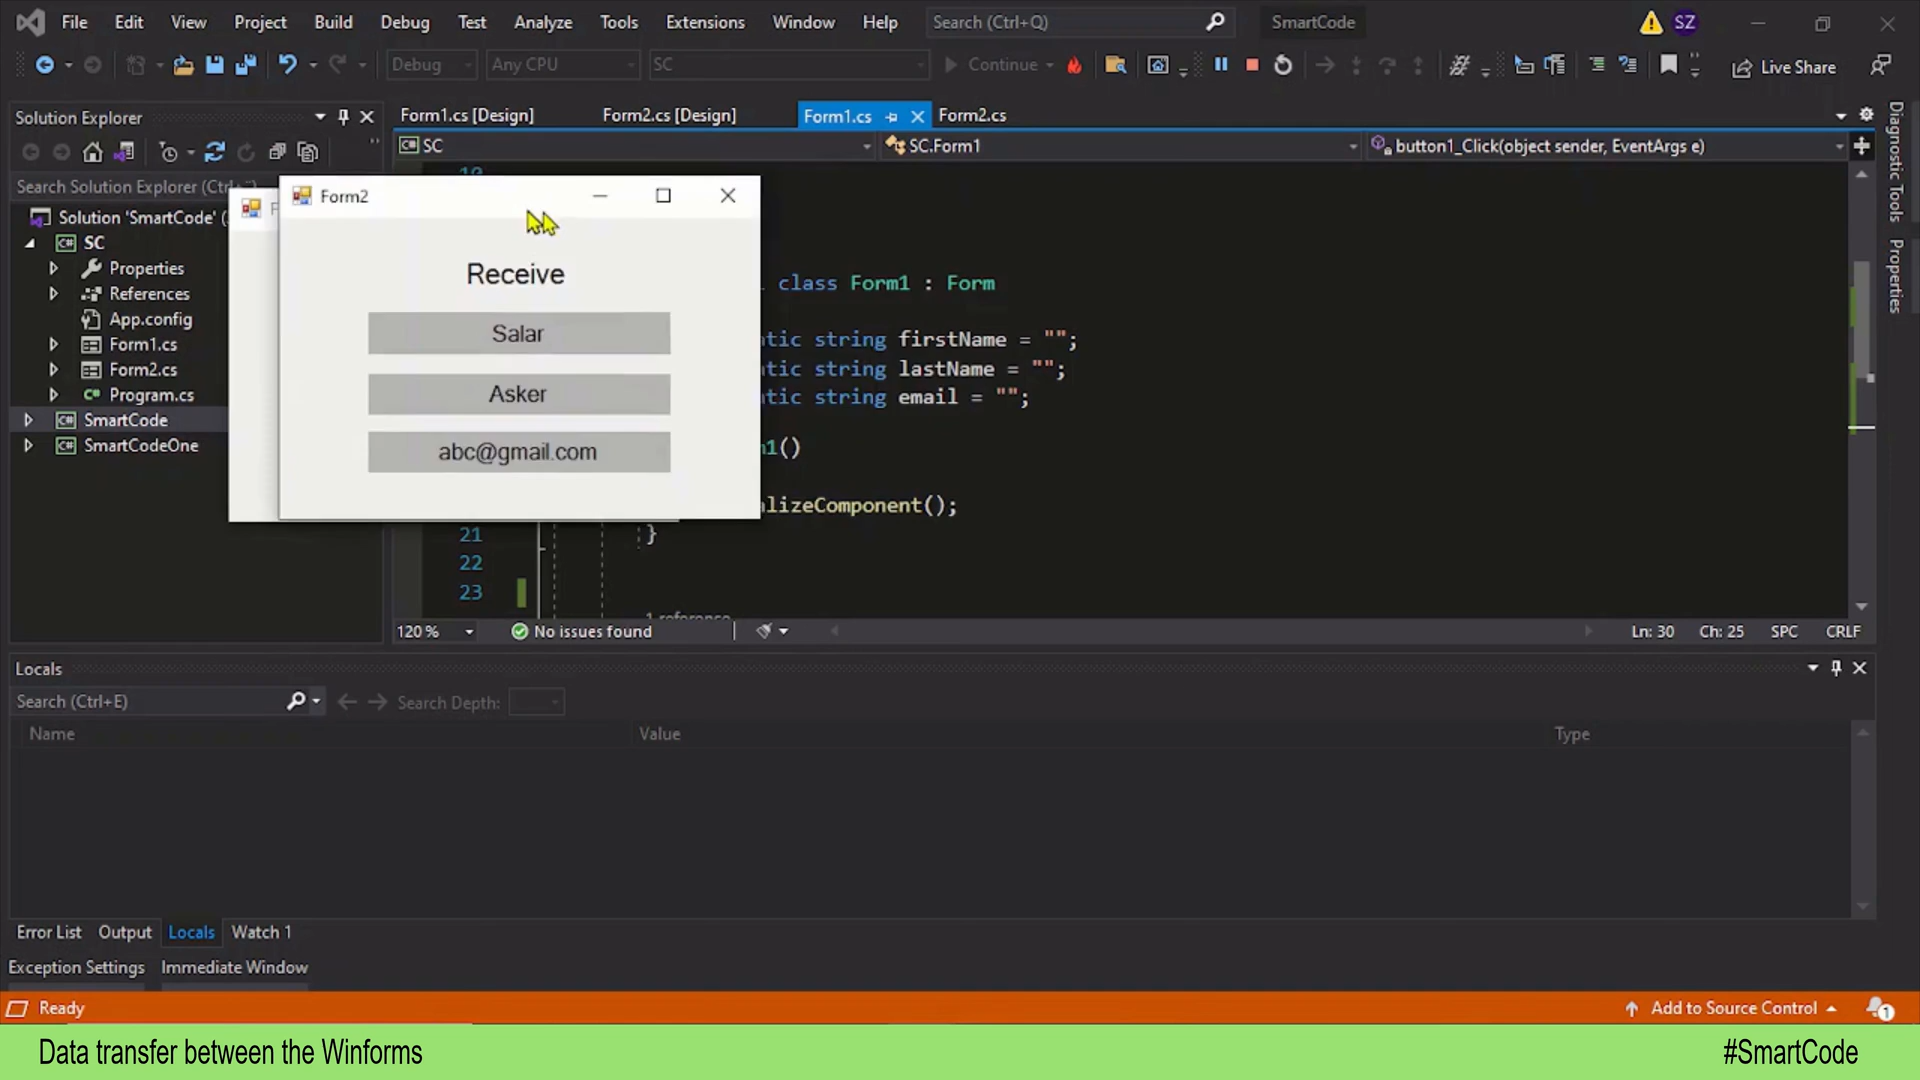 File Edit View Project Build Debug Test Analyze Tools Extensions Window Help Search (Ctrl+Q) SmartCode SZ
Debug Any CPU SC Continue Live Share
Solution Explorer
Search Solution Explorer (Ctrl+
Solution 'SmartCode' (
SC
Properties
References
App.config
Form1.cs
Form2.cs
Program.cs
SmartCode
SmartCodeOne
Form1.cs [Design] Form2.cs [Design] Form1.cs Form2.cs
SC SC.Form1 button1_Click(object sender, EventArgs e)
Form2
Receive
Salar
Asker
abc@gmail.com
class Form1 : Form
tic string firstName = "";
tic string lastName = "";
tic string email = "";
m1()
alizeComponent();
21 }
22
23
1 reference
120 % No issues found Ln: 30 Ch: 25 SPC CRLF
Diagnostic Tools
Properties
Locals
Search (Ctrl+E) Search Depth:
Name Value Type
Error List Output Locals Watch 1
Exception Settings Immediate Window
Ready Add to Source Control 1
Data transfer between the Winforms #SmartCode